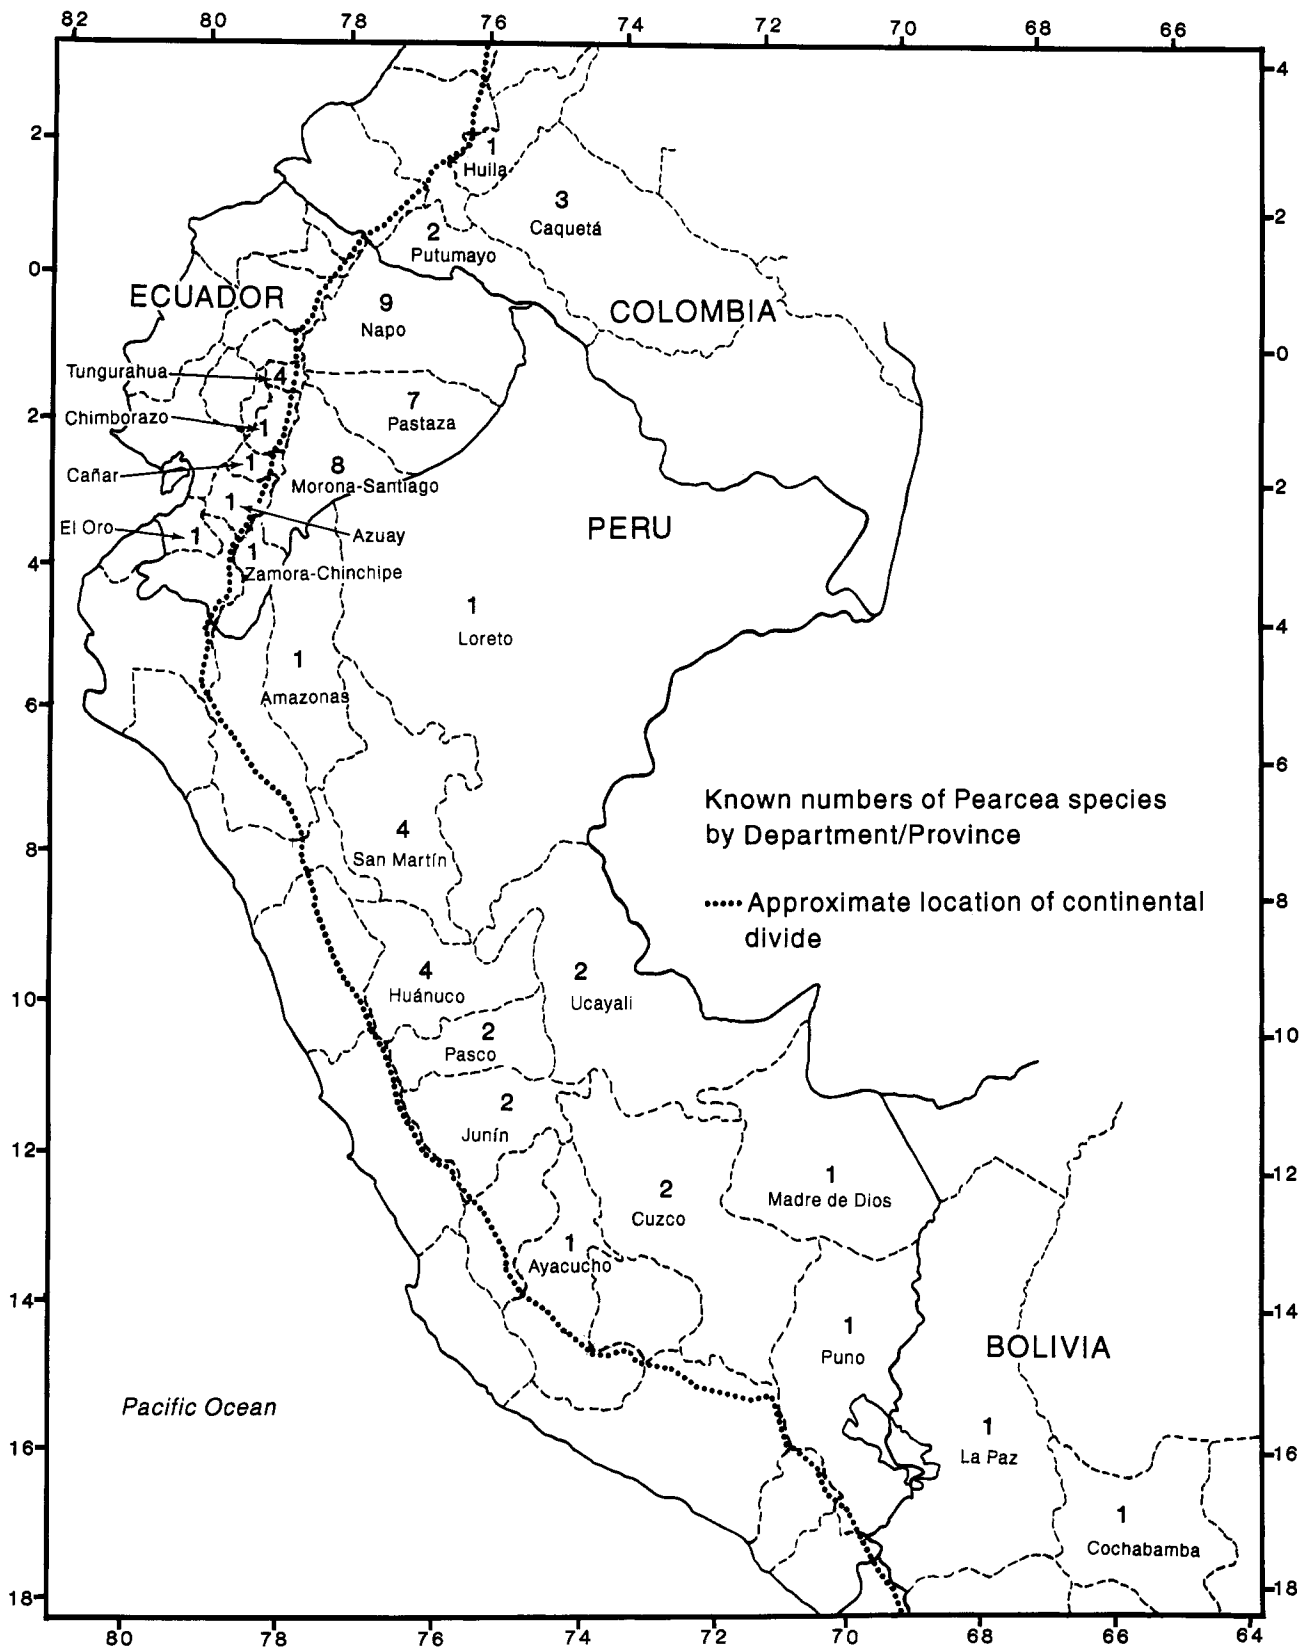 82 80 78 76 74 72 70 68 66
4
2
1
Huila
3
Caquetá
2
2
Putumayo
0
ECUADOR
9
Napo
COLOMBIA
0
Tungurahua
4
7
Pastaza
2
Chimborazo
1
Cañar
1
8
Morona-Santiago
2
1
El Oro
1
Azuay
PERU
4
1
Zamora-Chinchipe
1
Loreto
4
1
Amazonas
6
6
Known numbers of Pearcea species
by Department/Province
4
San Martín
8
8
Approximate location of continental
divide
4
Huánuco
2
Ucayali
10
2
Pasco
10
2
Junín
12
12
1
Madre de Dios
2
Cuzco
1
Ayacucho
14
14
1
Puno
BOLIVIA
Pacific Ocean
1
La Paz
16
16
1
Cochabamba
18
18
80 78 76 74 72 70 68 66 64